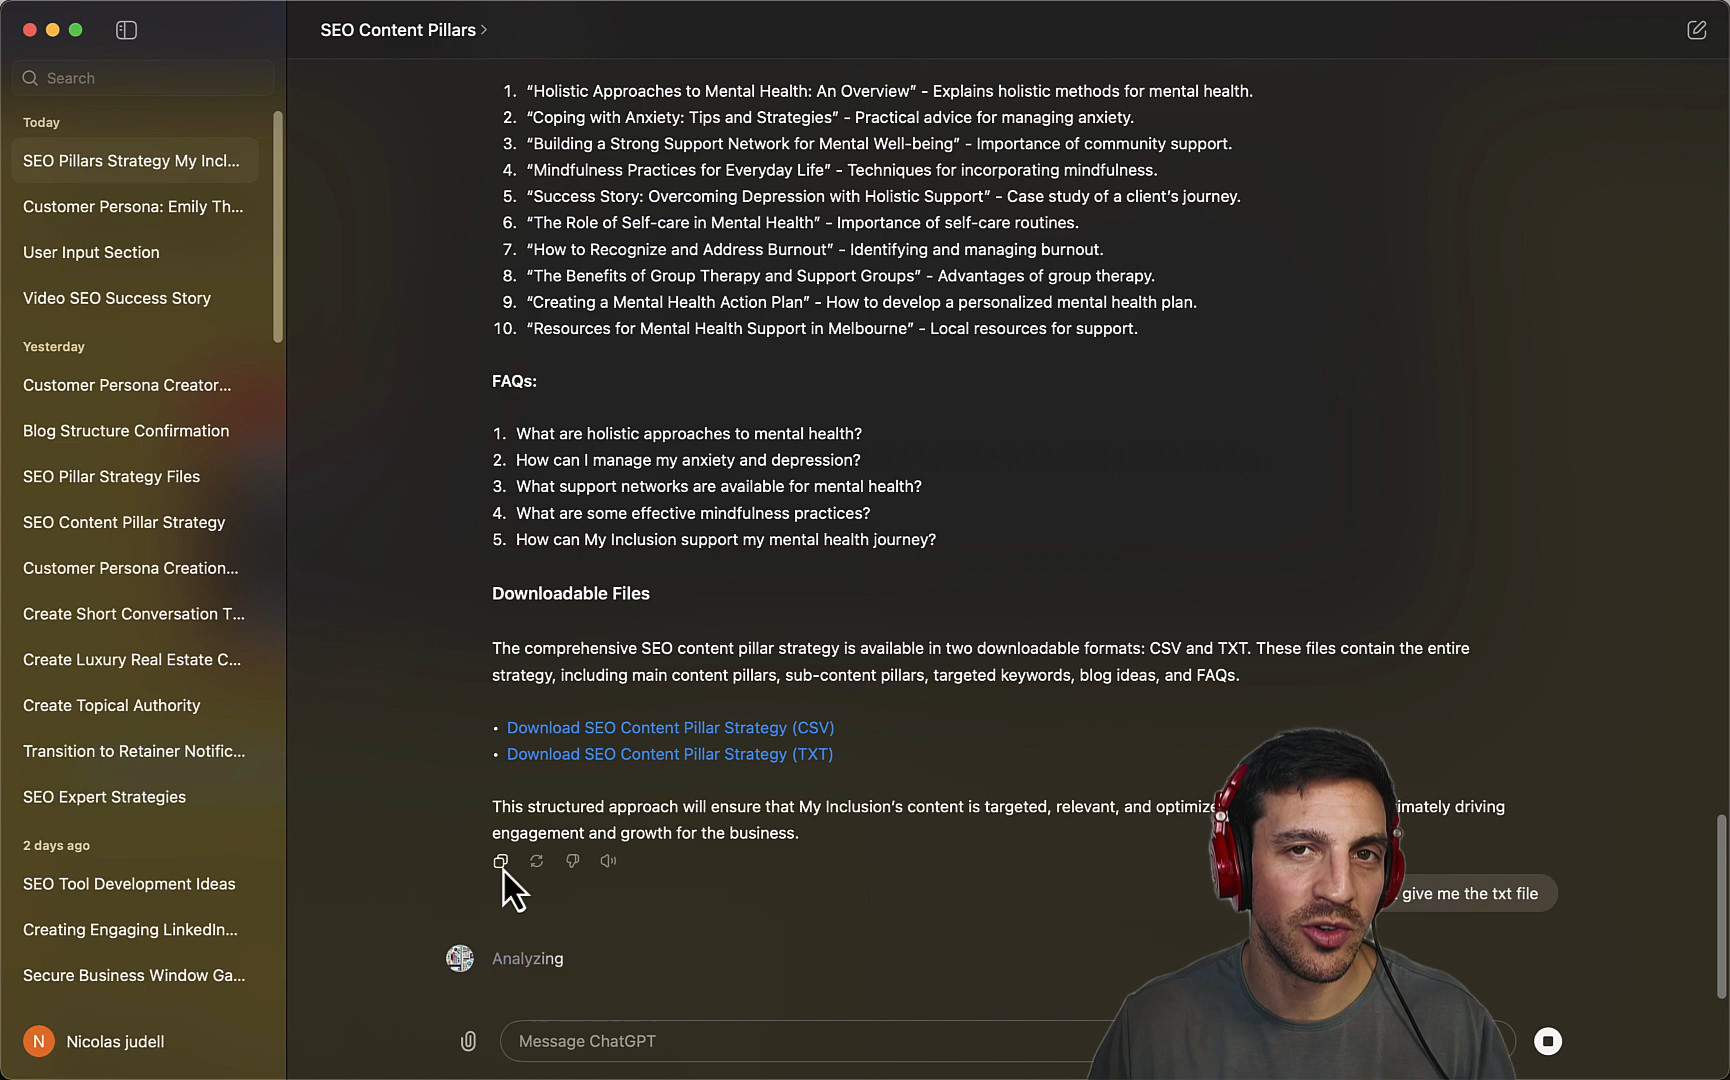 SEO Content Pillars
Search
Today
SEO Pillars Strategy My Incl...
Customer Persona: Emily Th...
User Input Section
Video SEO Success Story
Yesterday
Customer Persona Creator...
Blog Structure Confirmation
SEO Pillar Strategy Files
SEO Content Pillar Strategy
Customer Persona Creation...
Create Short Conversation T...
Create Luxury Real Estate C...
Create Topical Authority
Transition to Retainer Notific...
SEO Expert Strategies
2 days ago
SEO Tool Development Ideas
Creating Engaging LinkedIn...
Secure Business Window Ga...
N
Nicolas judell
1. “Holistic Approaches to Mental Health: An Overview” - Explains holistic methods for mental health.
2. “Coping with Anxiety: Tips and Strategies” - Practical advice for managing anxiety.
3. “Building a Strong Support Network for Mental Well-being” - Importance of community support.
4. “Mindfulness Practices for Everyday Life” - Techniques for incorporating mindfulness.
5. “Success Story: Overcoming Depression with Holistic Support” - Case study of a client’s journey.
6. “The Role of Self-care in Mental Health” - Importance of self-care routines.
7. “How to Recognize and Address Burnout” - Identifying and managing burnout.
8. “The Benefits of Group Therapy and Support Groups” - Advantages of group therapy.
9. “Creating a Mental Health Action Plan” - How to develop a personalized mental health plan.
10. “Resources for Mental Health Support in Melbourne” - Local resources for support.
FAQs:
1. What are holistic approaches to mental health?
2. How can I manage my anxiety and depression?
3. What support networks are available for mental health?
4. What are some effective mindfulness practices?
5. How can My Inclusion support my mental health journey?
Downloadable Files
The comprehensive SEO content pillar strategy is available in two downloadable formats: CSV and TXT. These files contain the entire
strategy, including main content pillars, sub-content pillars, targeted keywords, blog ideas, and FAQs.
• Download SEO Content Pillar Strategy (CSV)
• Download SEO Content Pillar Strategy (TXT)
This structured approach will ensure that My Inclusion’s content is targeted, relevant, and driving
engagement and growth for the business.
give me the txt file
Analyzing
Message ChatGPT